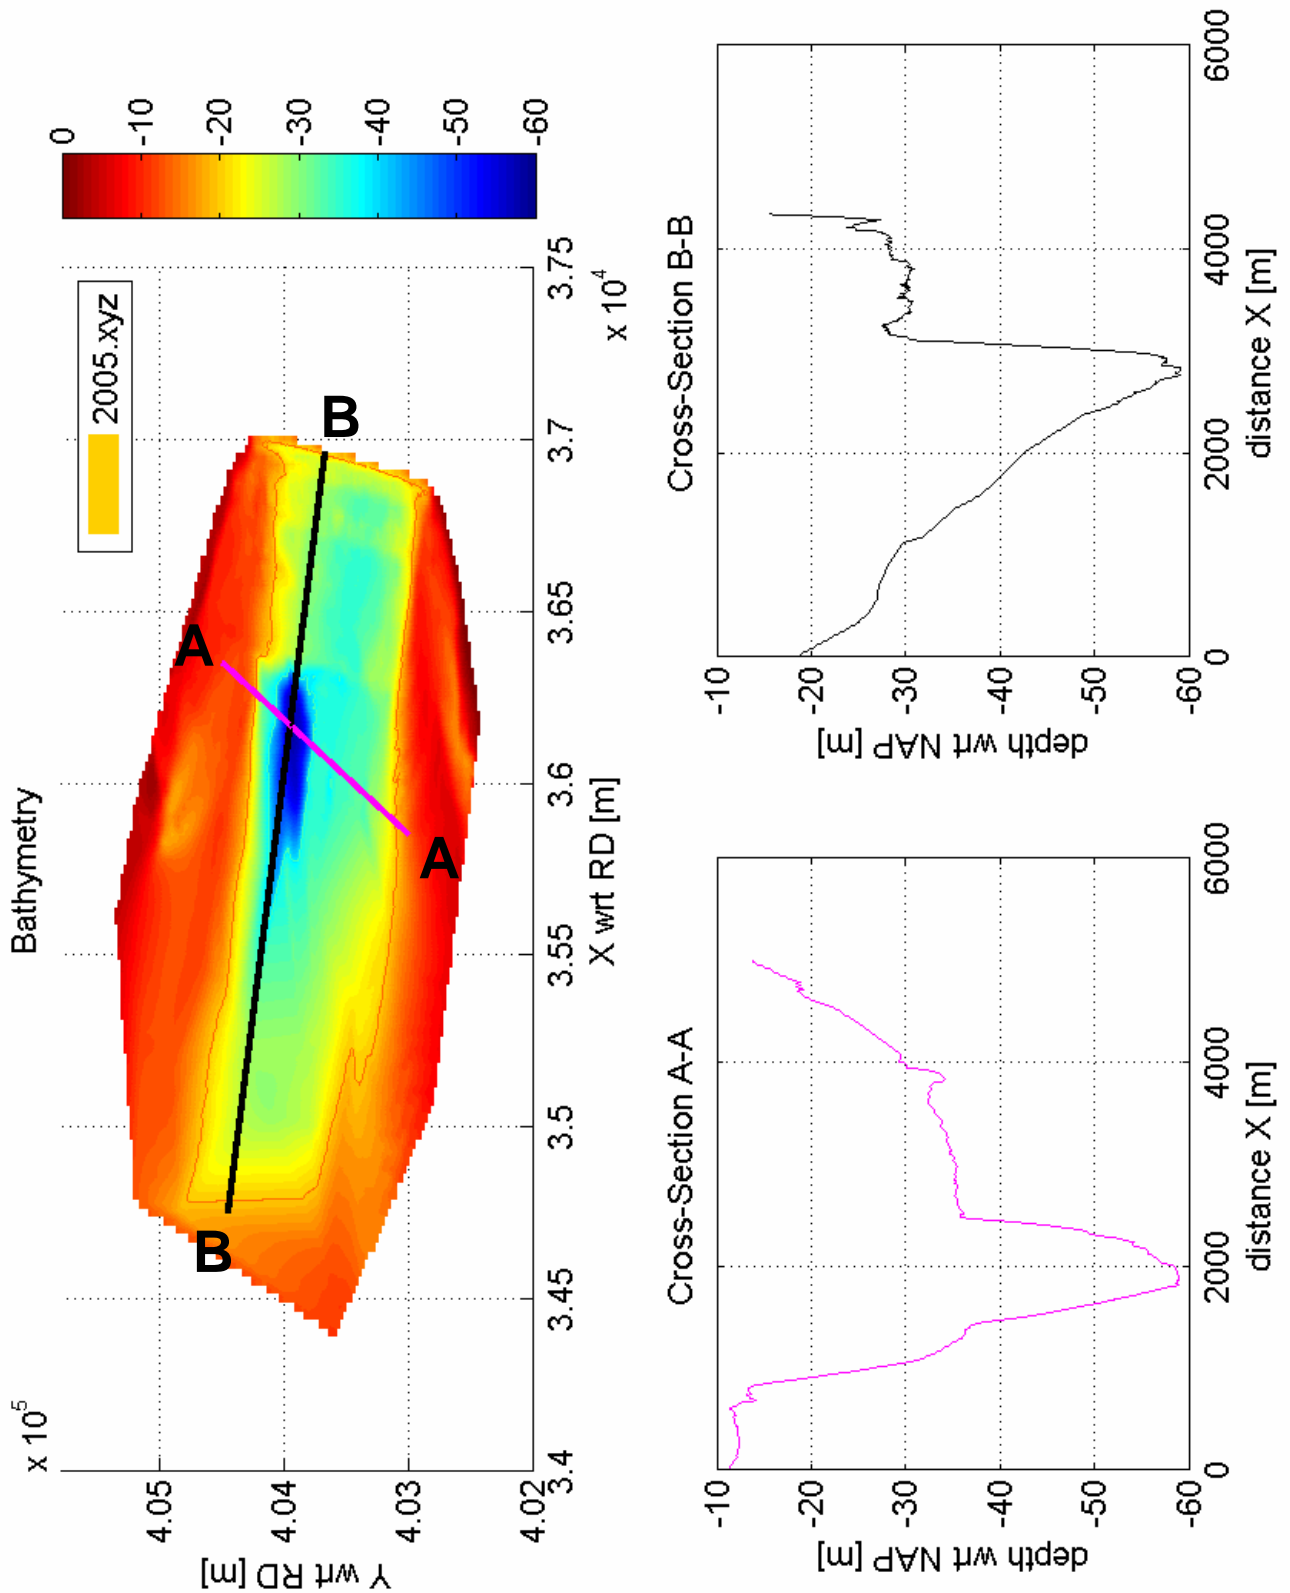 Bathymetry
x 10^5
4.05
4.04
4.03
4.02
Y wrt RD [m]
3.4
3.45
3.5
3.55
3.6
3.65
3.7
3.75
x 10^4
X wrt RD [m]
B
B
A
A
2005.xyz
0
-10
-20
-30
-40
-50
-60
Cross-Section A-A
-10
-20
-30
-40
-50
-60
depth wrt NAP [m]
0
2000
4000
6000
distance X [m]
Cross-Section B-B
-10
-20
-30
-40
-50
-60
depth wrt NAP [m]
0
2000
4000
6000
distance X [m]